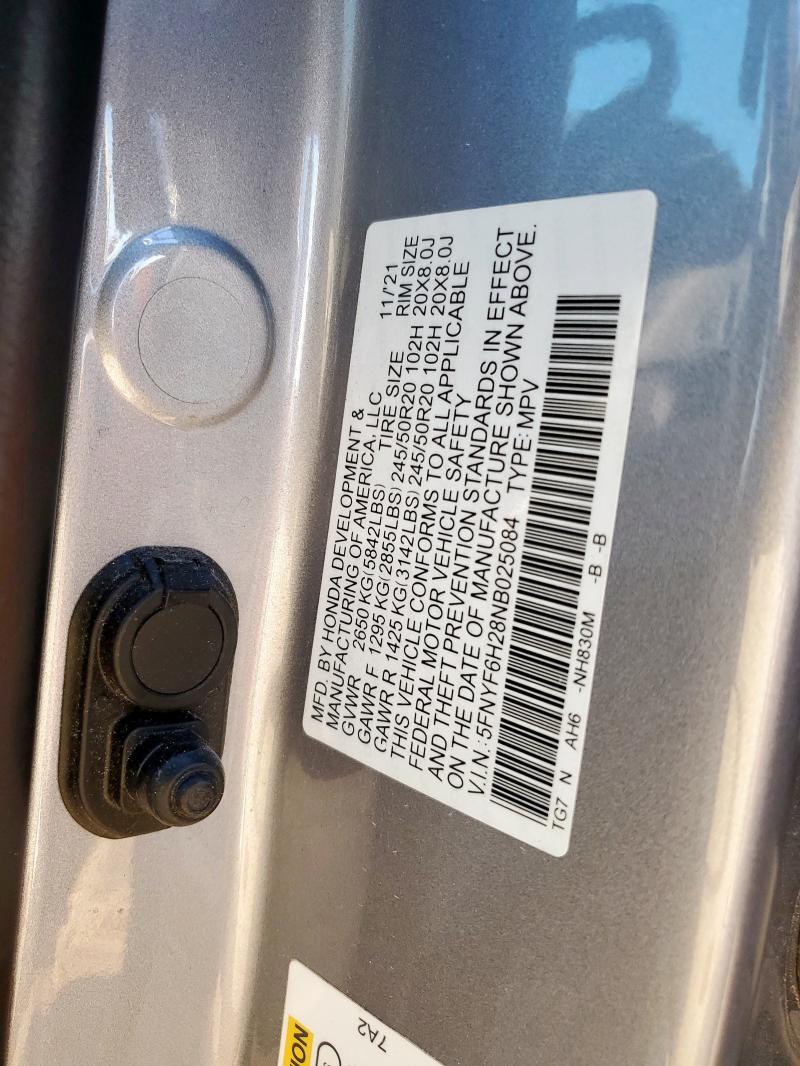 MFD. BY HONDA DEVELOPMENT &
MANUFACTURING OF AMERICA, LLC 11/'21
GVWR 2650 KG(5842LBS) TIRE SIZE RIM SIZE
GAWR F 1295 KG(2855LBS) 245/50R20 102H 20X8.0J
GAWR R 1425 KG(3142LBS) 245/50R20 102H 20X8.0J
THIS VEHICLE CONFORMS TO ALL APPLICABLE
FEDERAL MOTOR VEHICLE SAFETY
AND THEFT PREVENTION STANDARDS IN EFFECT
ON THE DATE OF MANUFACTURE SHOWN ABOVE.
V.I.N.:5FNYF6H28NB025084 TYPE:MPV
TG7 N AH6 -NH830M -B -B
7A2